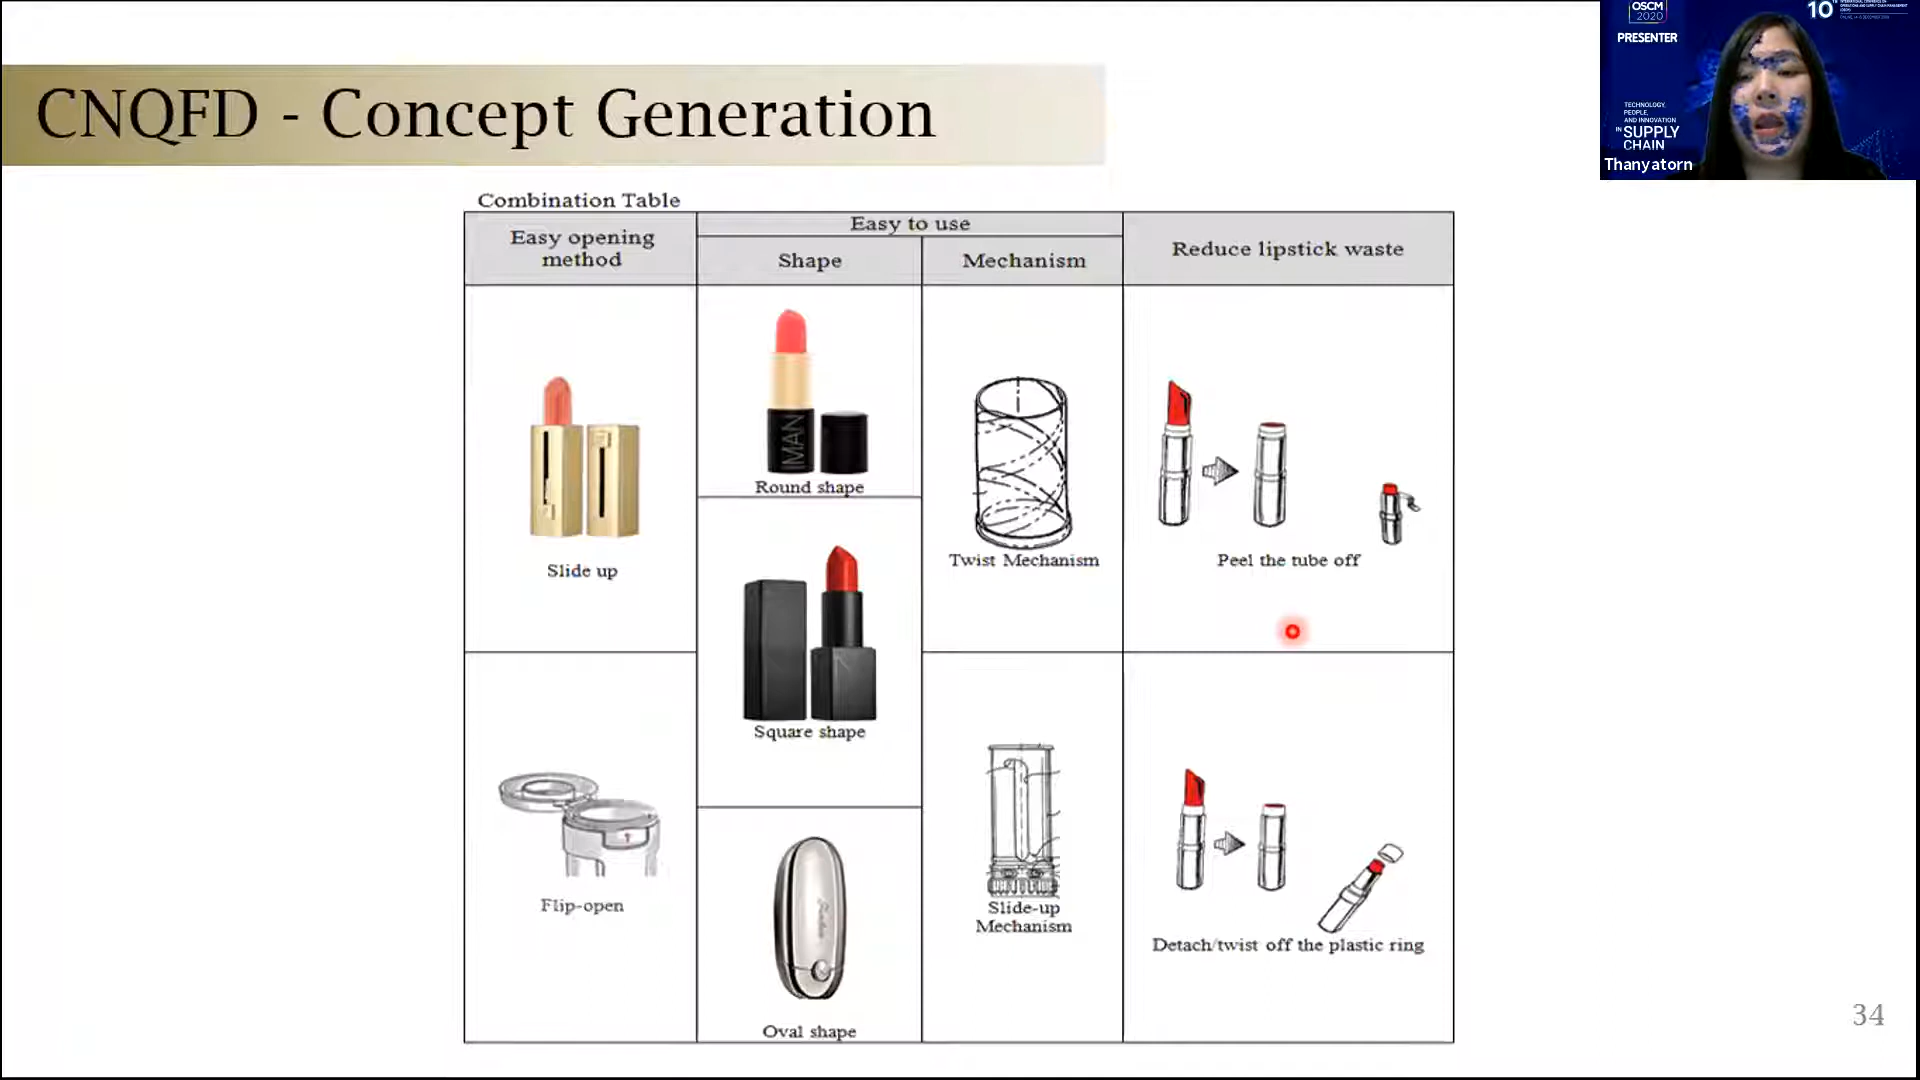 CNQFD - Concept Generation
OSCM
2020
PRESENTER
10
TECHNOLOGY,
PEOPLE,
AND INNOVATION
IN SUPPLY
CHAIN
Thanyatorn
Combination Table
Easy opening
method
Easy to use
Shape
Mechanism
Reduce lipstick waste
Slide up
IMAN
Round shape
Twist Mechanism
Peel the tube off
Square shape
Flip-open
Slide-up
Mechanism
Detach/twist off the plastic ring
Oval shape
34